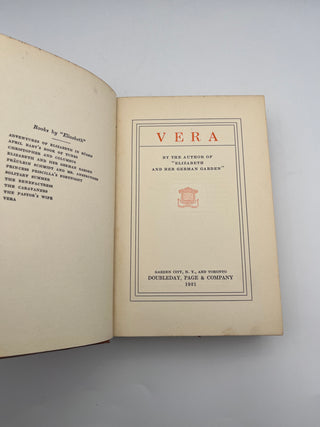 Books by "Elizabeth"
ADVENTURES OF ELIZABETH IN RÜGEN
APRIL BABY'S BOOK OF TUNES
CHRISTOPHER AND COLUMBUS
ELIZABETH AND HER GERMAN GARDEN
FRÄULEIN SCHMIDT AND MR. ANSTRUTHER
PRINCESS PRISCILLA'S FORTNIGHT
SOLITARY SUMMER
THE BENEFACTRESS
THE CARAVANERS
THE PASTOR'S WIFE
VERA
VERA
BY THE AUTHOR OF
"ELIZABETH
AND HER GERMAN GARDEN"
GARDEN CITY, N. Y., AND TORONTO
DOUBLEDAY, PAGE & COMPANY
1921